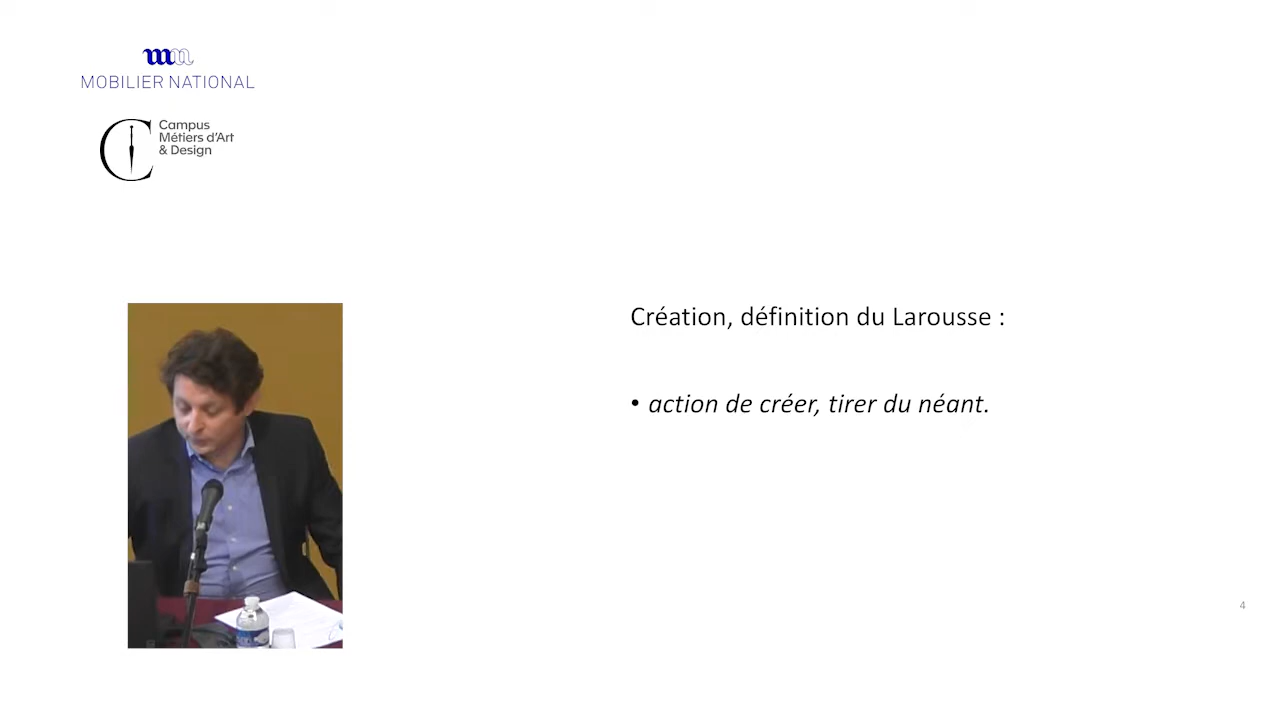 MOBILIER NATIONAL
Campus
Métiers d'Art
& Design
Création, définition du Larousse :
• action de créer, tirer du néant.
4